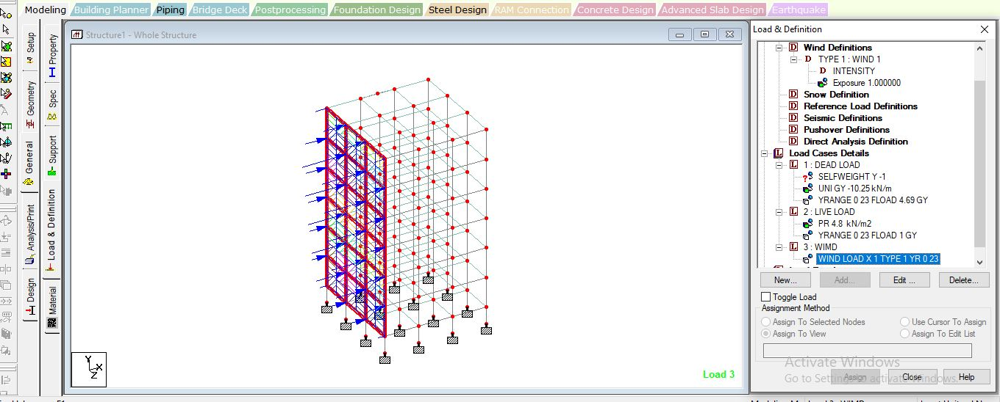 Modeling Building Planner Piping Bridge Deck Postprocessing Foundation Design Steel Design RAM Connection Concrete Design Advanced Slab Design Earthquake
Setup
Geometry
General
Analysis/Print
Design
Property
Spec
Support
Load & Definition
Material
Structure1 - Whole Structure
Y
X
Z
Load 3
Load & Definition
D Wind Definitions
D TYPE 1 : WIND 1
D INTENSITY
Exposure 1.000000
D Snow Definition
D Reference Load Definitions
D Seismic Definitions
D Pushover Definitions
D Direct Analysis Definition
L Load Cases Details
L 1 : DEAD LOAD
? SELFWEIGHT Y -1
UNI GY -10.25 kN/m
YRANGE 0 23 FLOAD 4.69 GY
L 2 : LIVE LOAD
PR 4.8 kN/m2
YRANGE 0 23 FLOAD 1 GY
L 3 : WIMD
WIND LOAD X 1 TYPE 1 YR 0 23
New... Add... Edit ... Delete...
Toggle Load
Assignment Method
Assign To Selected Nodes Use Cursor To Assign
Assign To View Assign To Edit List
Activate Windows
Go to Settings to activate Windows.
Assign Close Help